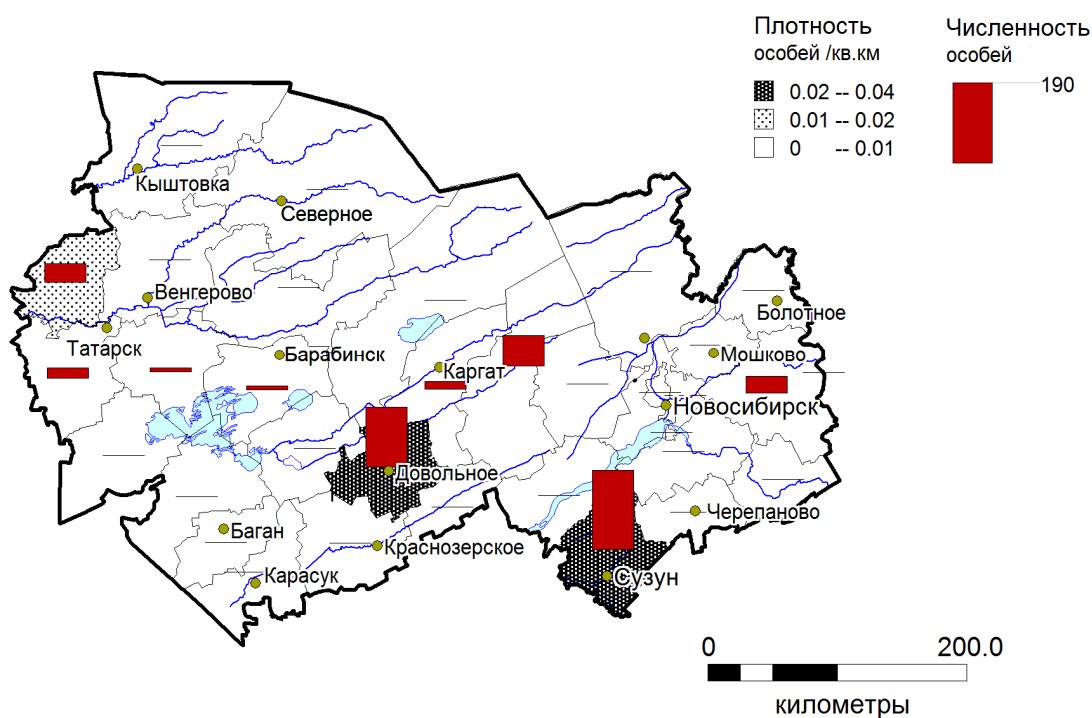 Плотность
особей /кв.км
0.02 -- 0.04
0.01 -- 0.02
0 -- 0.01
Численность
особей
190
Кыштовка
Северное
Венгерово
Татарск
Барабинск
Каргат
Болотное
Мошково
Новосибирск
Довольное
Черепаново
Баган
Краснозерское
Карасук
Сузун
0 200.0
километры